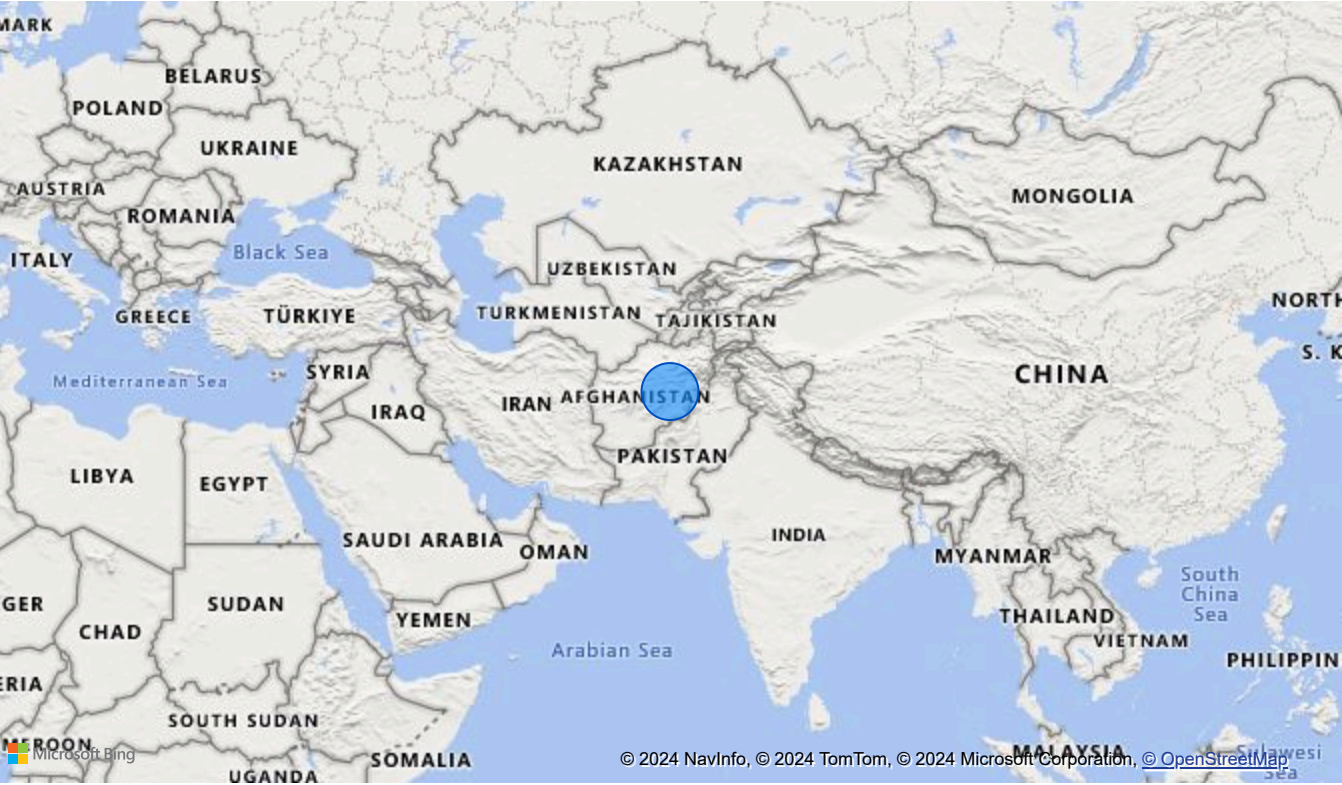 MARK
BELARUS
POLAND
UKRAINE
KAZAKHSTAN
AUSTRIA
MONGOLIA
ROMANIA
Black Sea
ITALY
UZBEKISTAN
NORTH
GREECE
TÜRKIYE
TURKMENISTAN
TAJIKISTAN
S. K
SYRIA
CHINA
Mediterranean Sea
AFGHANISTAN
IRAN
IRAQ
PAKISTAN
LIBYA
EGYPT
INDIA
SAUDI ARABIA
OMAN
MYANMAR
South
China
Sea
GER
SUDAN
THAILAND
YEMEN
CHAD
VIETNAM
Arabian Sea
PHILIPPIN
ERIA
SOUTH SUDAN
MEROON
Microsoft Bing
SOMALIA
MALAYSIA
Sulawesi
Sea
© 2024 NavInfo, © 2024 TomTom, © 2024 Microsoft Corporation, © OpenStreetMap
UGANDA